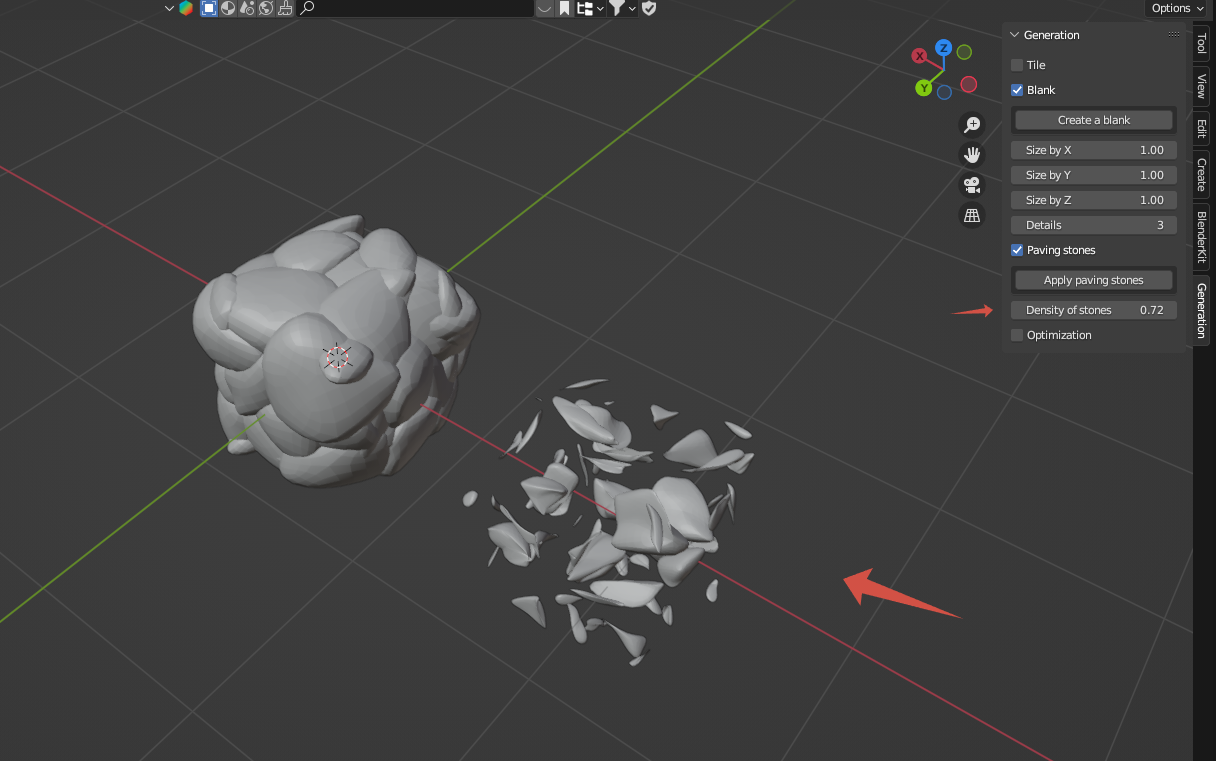 Options
Generation
Tile
Blank
Create a blank
Size by X 1.00
Size by Y 1.00
Size by Z 1.00
Details 3
Paving stones
Apply paving stones
Density of stones 0.72
Optimization
Tool
View
Edit
Create
BlenderKit
Generation
X
Z
Y